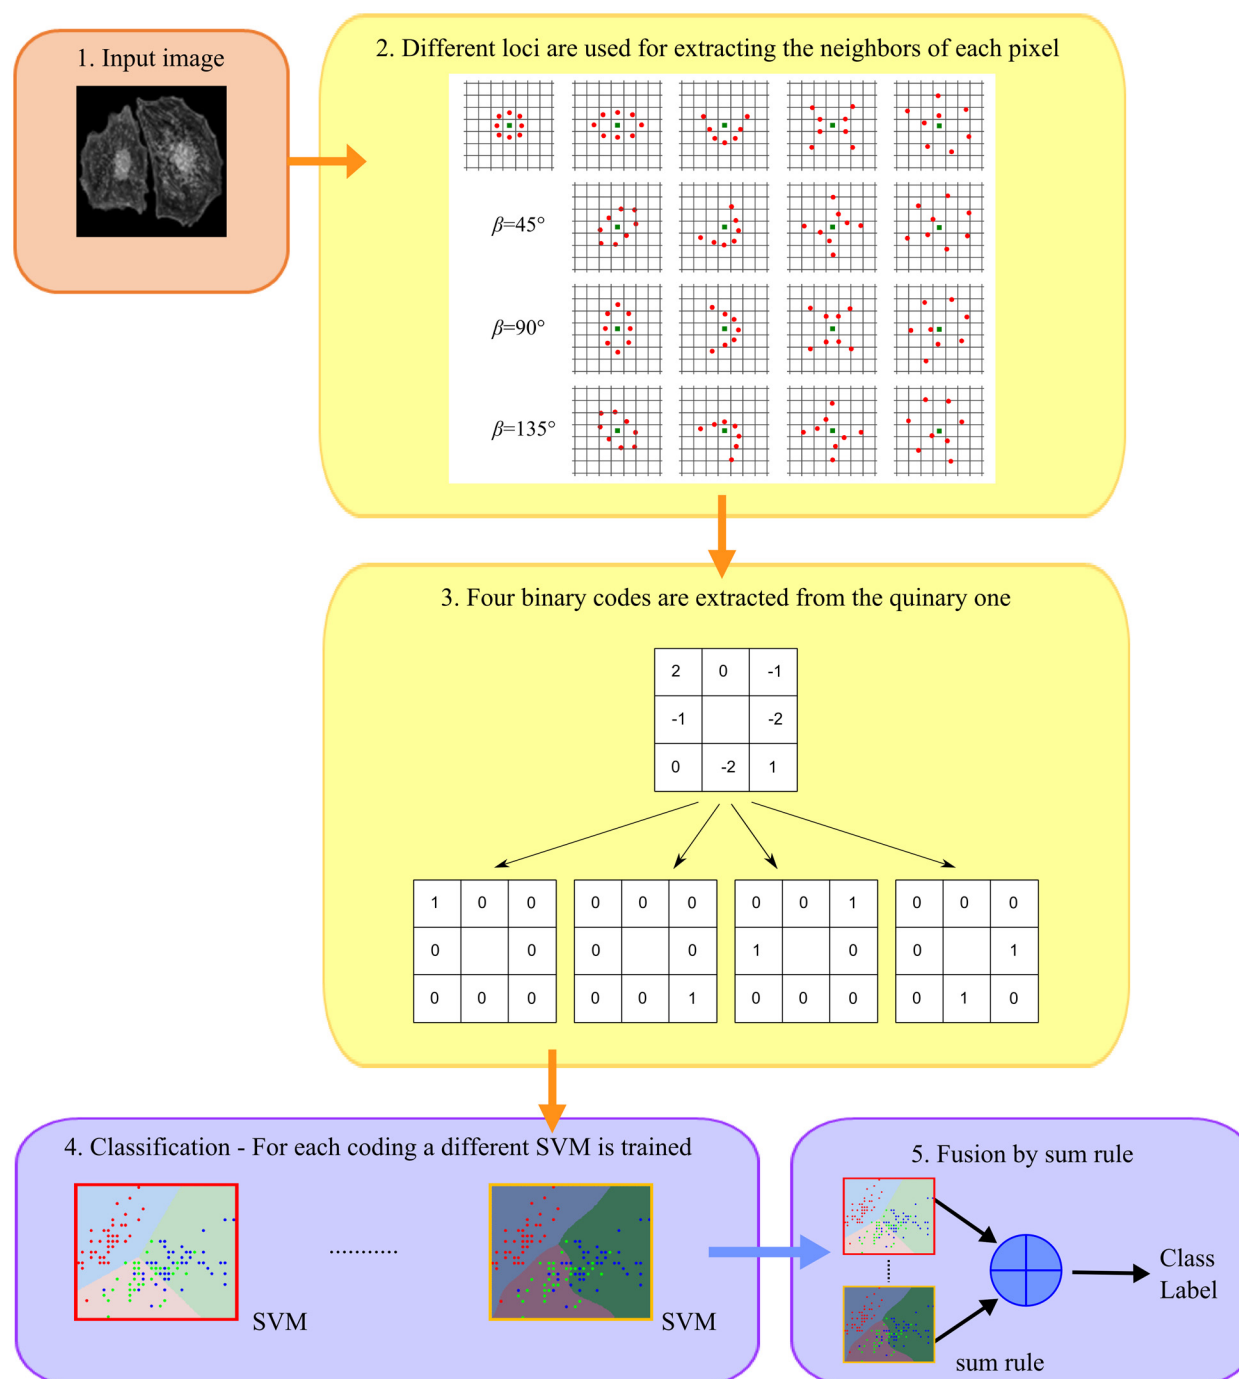 1. Input image
2. Different loci are used for extracting the neighbors of each pixel
β=45°
β=90°
β=135°
3. Four binary codes are extracted from the quinary one
2 0 -1
-1 -2
0 -2 1
1 0 0 0 0 0 0 0 1 0 0 0
0 0 0 0 1 0 0 1
0 0 0 0 0 1 0 0 0 0 1 0
4. Classification - For each coding a different SVM is trained
...........
SVM
SVM
5. Fusion by sum rule
Class
Label
sum rule